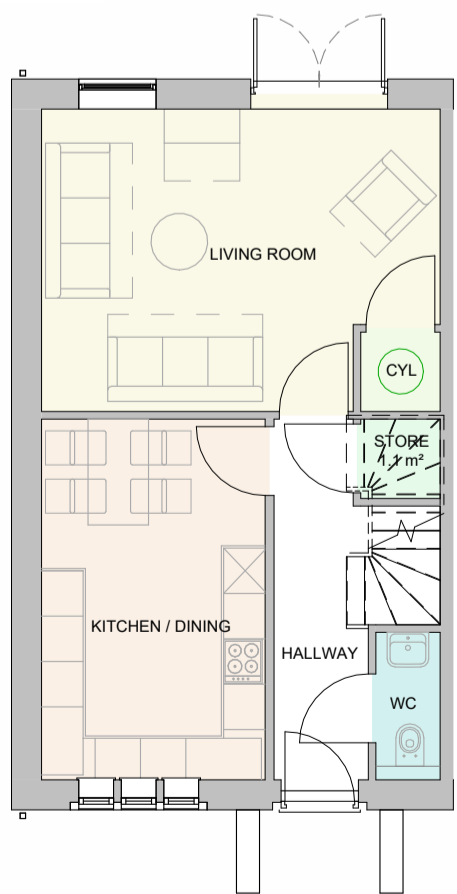 LIVING ROOM
CYL
STORE
1.1 m²
KITCHEN / DINING
HALLWAY
WC